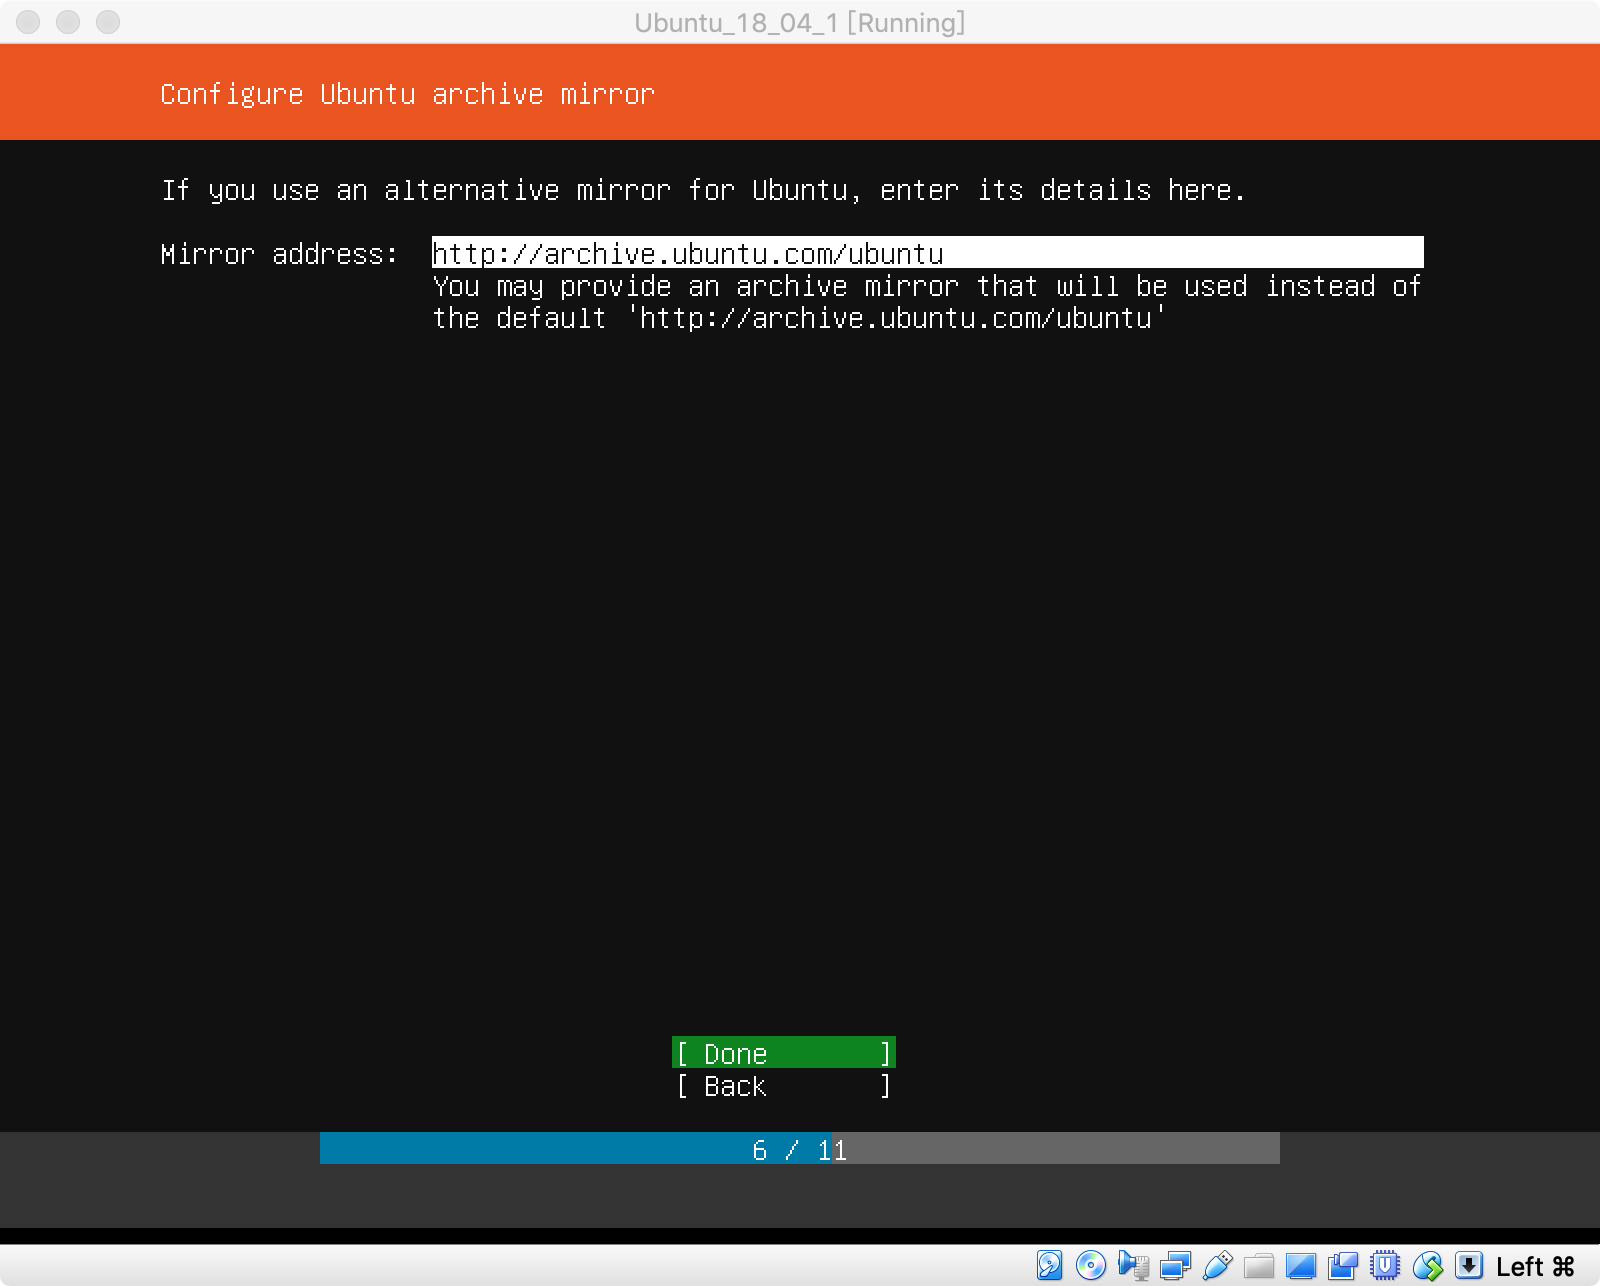 Ubuntu_18_04_1 [Running]
Configure Ubuntu archive mirror
If you use an alternative mirror for Ubuntu, enter its details here.
Mirror address: http://archive.ubuntu.com/ubuntu
You may provide an archive mirror that will be used instead of
the default 'http://archive.ubuntu.com/ubuntu'
[ Done ]
[ Back ]
6 / 11
Left ⌘